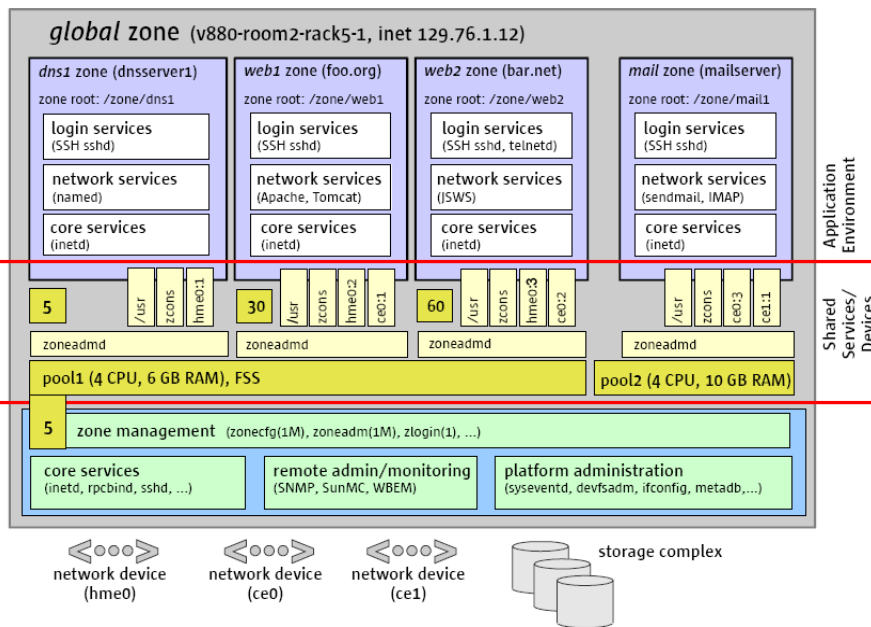 global zone (v880-room2-rack5-1, inet 129.76.1.12)
dns1 zone (dnsserver1)
zone root: /zone/dns1
login services
(SSH sshd)
network services
(named)
core services
(inetd)
web1 zone (foo.org)
zone root: /zone/web1
login services
(SSH sshd)
network services
(Apache, Tomcat)
core services
(inetd)
web2 zone (bar.net)
zone root: /zone/web2
login services
(SSH sshd, telnetd)
network services
(JSWS)
core services
(inetd)
mail zone (mailserver)
zone root: /zone/mail1
login services
(SSH sshd)
network services
(sendmail, IMAP)
core services
(inetd)
Application
Environment
5
/usr
zcons
hme0:1
30
/usr
zcons
hme0:2
ce0:1
60
/usr
zcons
hme0:3
ce0:2
/usr
zcons
ce0:3
ce1:1
Shared
Services/
Devices
zoneadmd
zoneadmd
zoneadmd
zoneadmd
pool1 (4 CPU, 6 GB RAM), FSS
pool2 (4 CPU, 10 GB RAM)
5
zone management (zonecfg(1M), zoneadm(1M), zlogin(1), ...)
core services
(inetd, rpcbind, sshd, ...)
remote admin/monitoring
(SNMP, SunMC, WBEM)
platform administration
(syseventd, devfsadm, ifconfig, metadb,...)
network device
(hme0)
network device
(ce0)
network device
(ce1)
storage complex